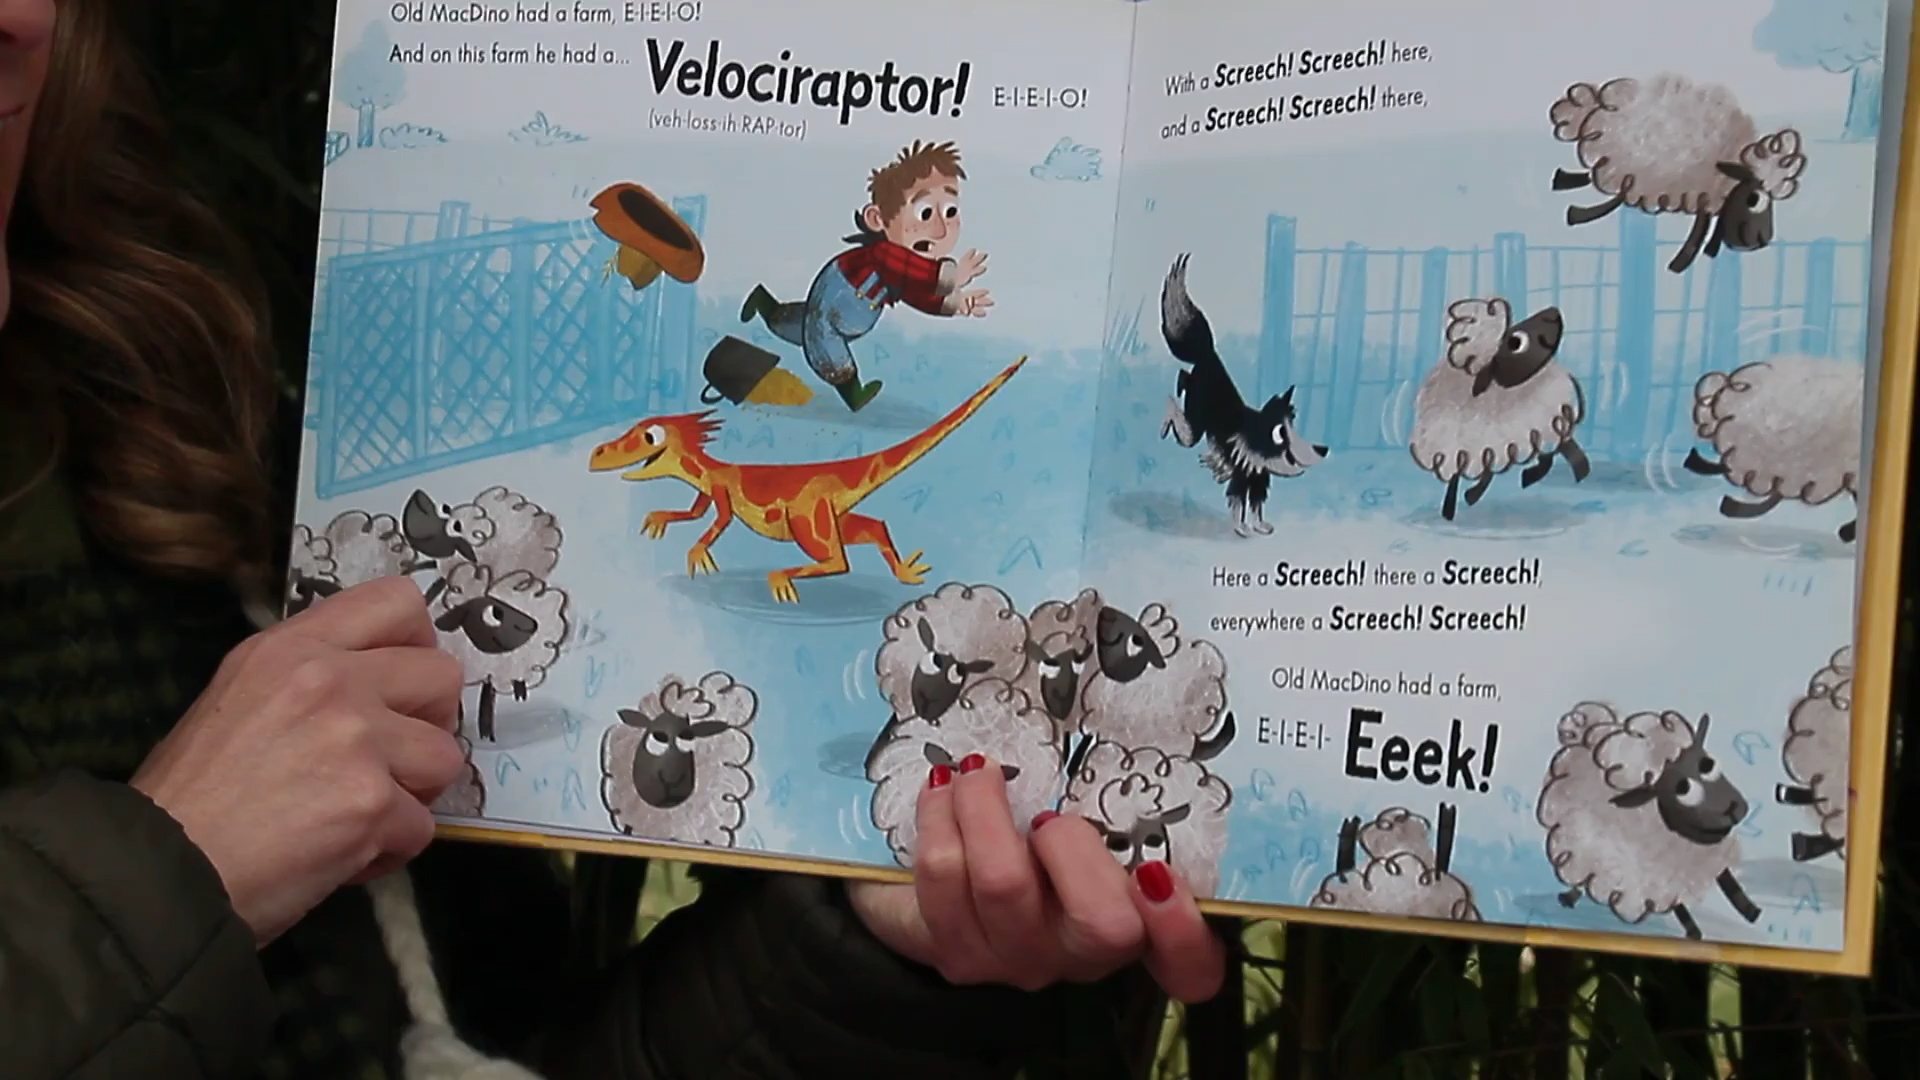 Old MacDino had a farm, E-I-E-I-O!
And on this farm he had a... Velociraptor! E-I-E-I-O!
(veh·loss·ih·RAP·tor)
With a Screech! Screech! here,
and a Screech! Screech! there,
Here a Screech! there a Screech!,
everywhere a Screech! Screech!
Old MacDino had a farm,
E-I-E-I- Eeek!